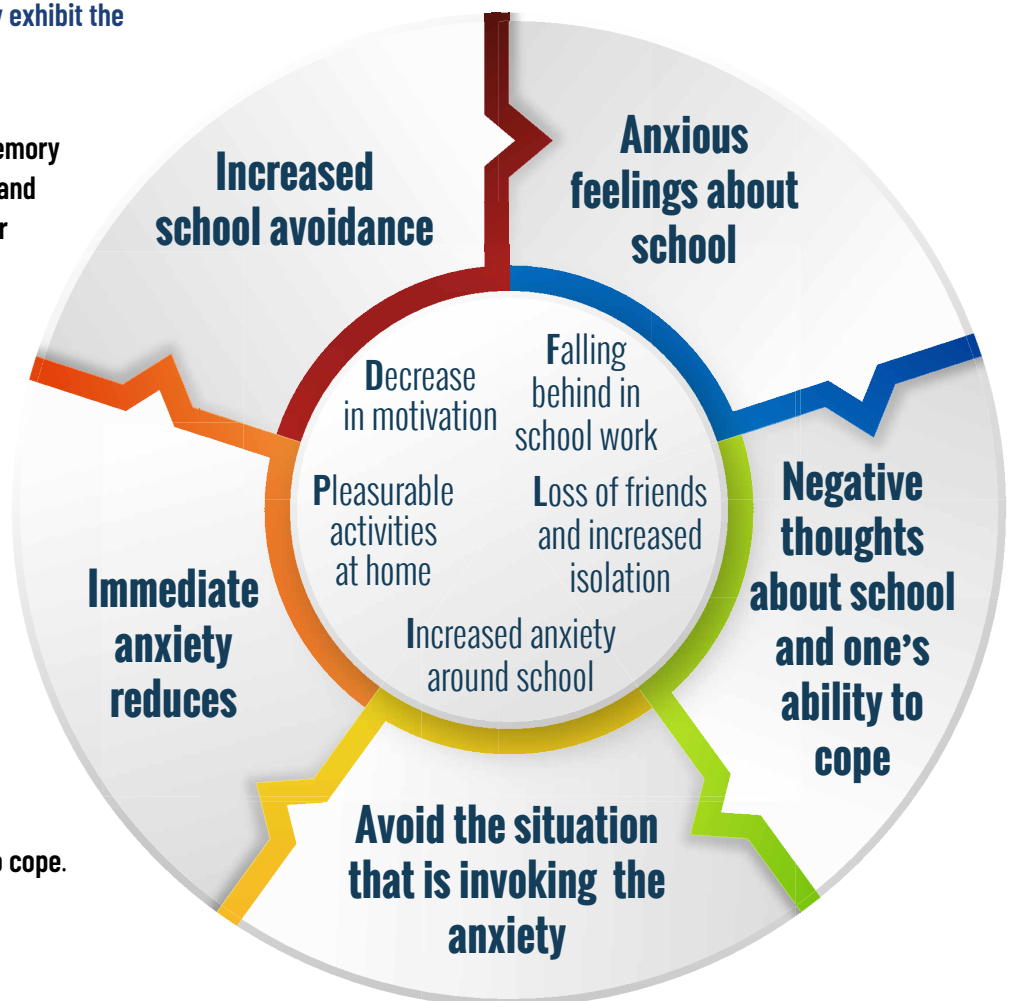 exhibit the
and
cope.
Increased
school avoidance
Anxious
feelings about
school
Negative
thoughts
about school
and one's
ability to
cope
Avoid the situation
that is invoking the
anxiety
Immediate
anxiety
reduces
Decrease
in motivation
Falling
behind in
school work
Loss of friends
and increased
isolation
Increased anxiety
around school
Pleasurable
activities
at home